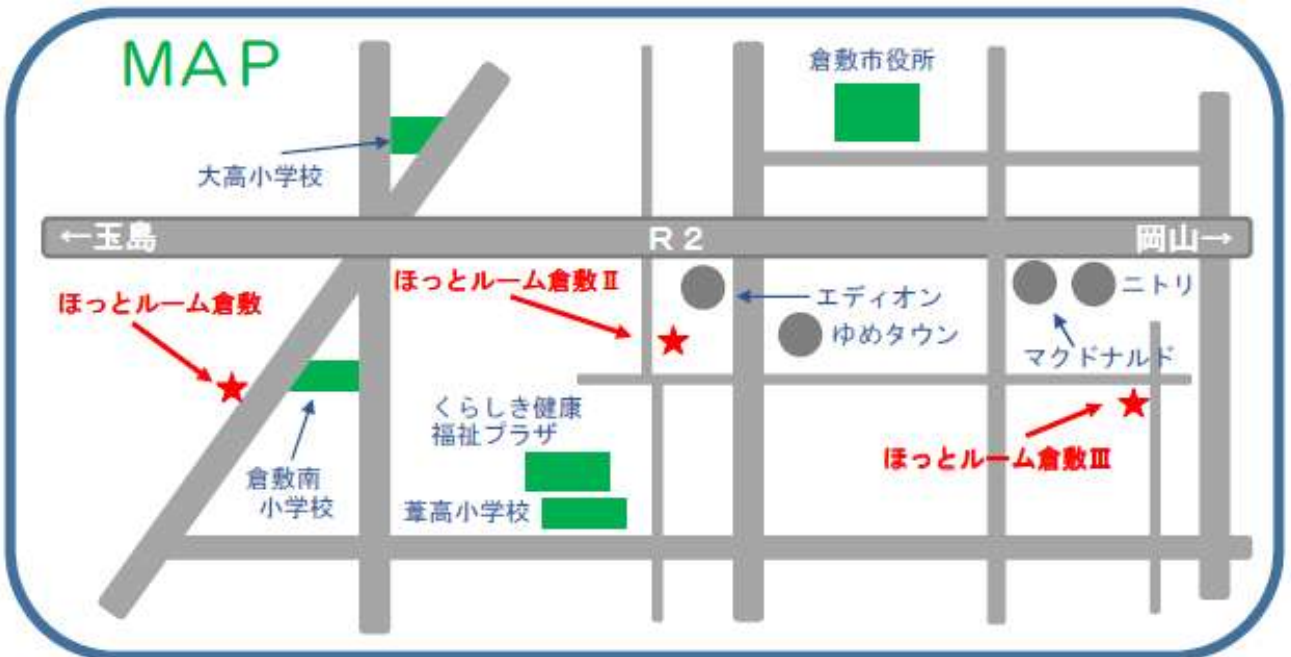 MAP
倉敷市役所
大高小学校
←玉島
R2
岡山→
ほっとルーム倉敷
ほっとルーム倉敷Ⅱ
エディオン
ゆめタウン
ニトリ
マクドナルド
くらしき健康
福祉プラザ
ほっとルーム倉敷Ⅲ
倉敷南
小学校
葦高小学校